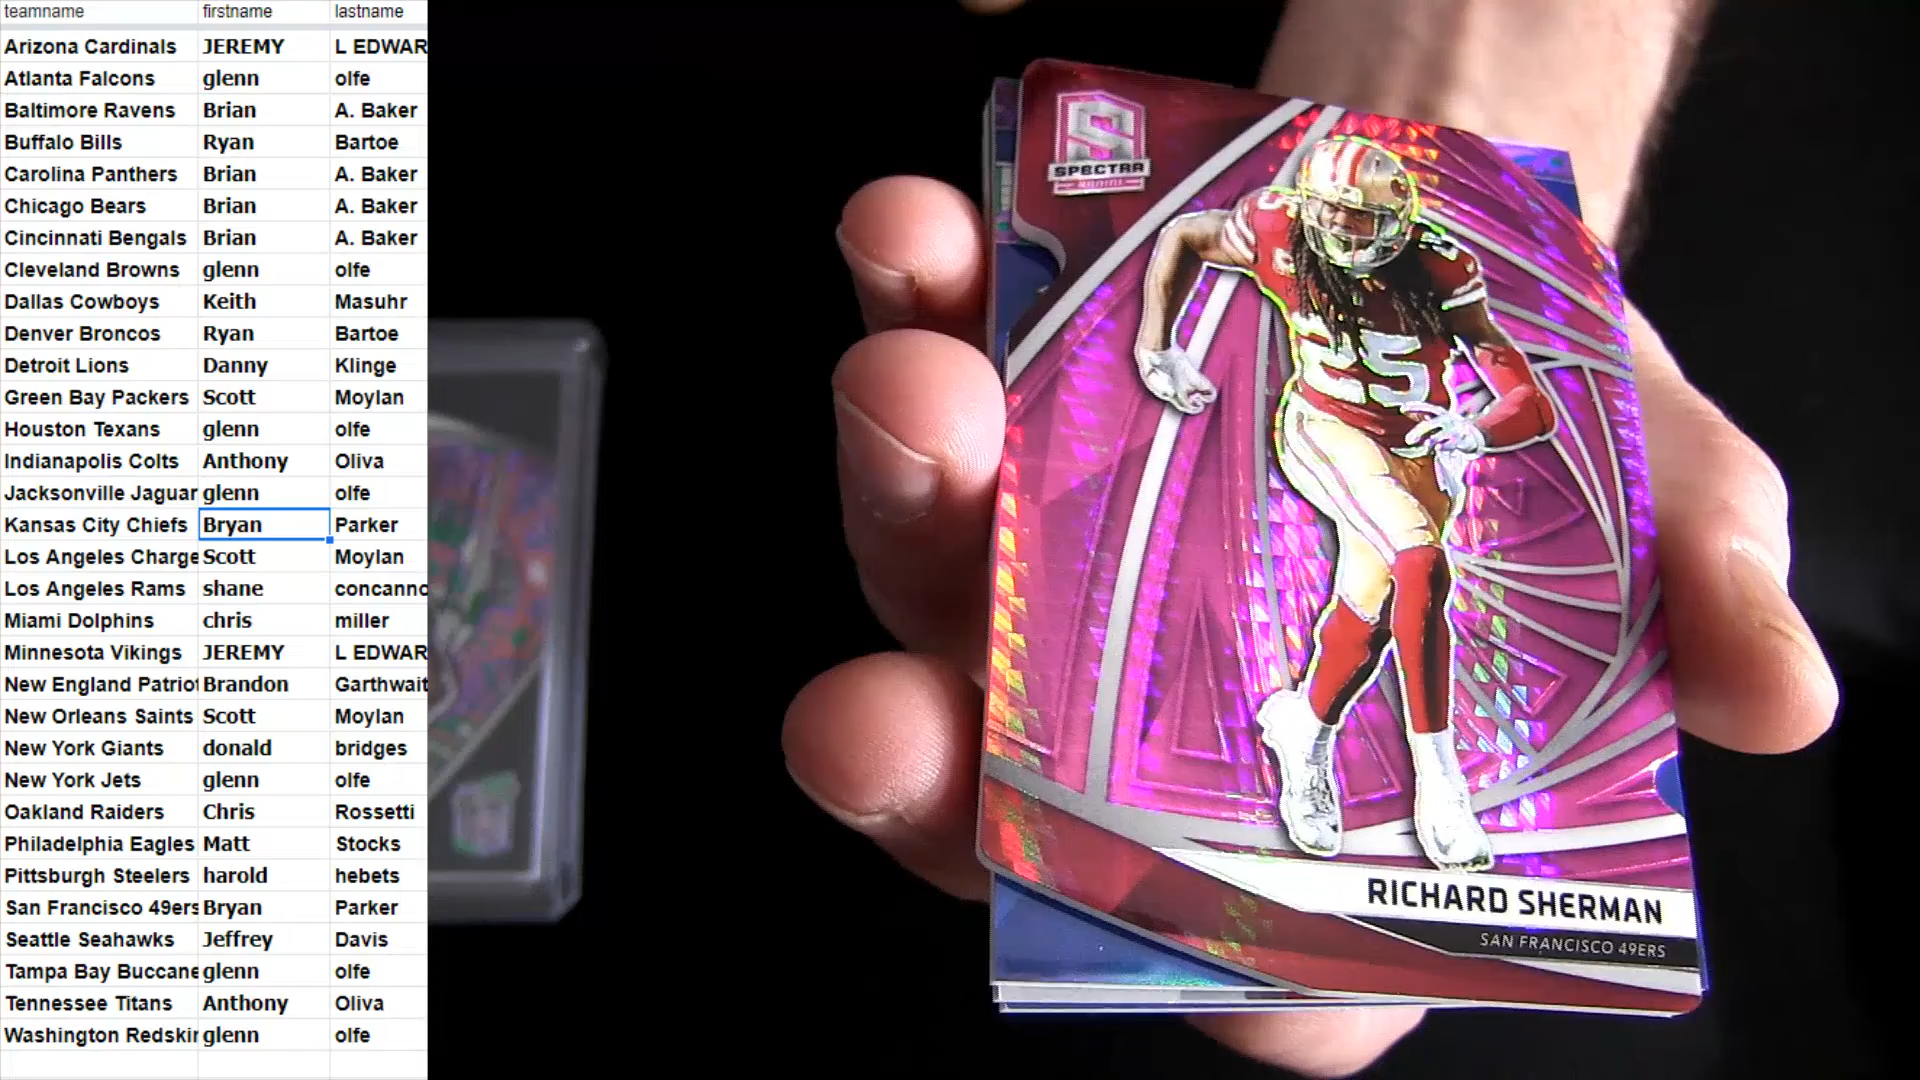 teamname firstname lastname
Arizona Cardinals JEREMY L EDWAR
Atlanta Falcons glenn olfe
Baltimore Ravens Brian A. Baker
Buffalo Bills Ryan Bartoe
Carolina Panthers Brian A. Baker
Chicago Bears Brian A. Baker
Cincinnati Bengals Brian A. Baker
Cleveland Browns glenn olfe
Dallas Cowboys Keith Masuhr
Denver Broncos Ryan Bartoe
Detroit Lions Danny Klinge
Green Bay Packers Scott Moylan
Houston Texans glenn olfe
Indianapolis Colts Anthony Oliva
Jacksonville Jaguar glenn olfe
Kansas City Chiefs Bryan Parker
Los Angeles Charge Scott Moylan
Los Angeles Rams shane concanno
Miami Dolphins chris miller
Minnesota Vikings JEREMY L EDWAR
New England Patriot Brandon Garthwait
New Orleans Saints Scott Moylan
New York Giants donald bridges
New York Jets glenn olfe
Oakland Raiders Chris Rossetti
Philadelphia Eagles Matt Stocks
Pittsburgh Steelers harold hebets
San Francisco 49ers Bryan Parker
Seattle Seahawks Jeffrey Davis
Tampa Bay Buccane glenn olfe
Tennessee Titans Anthony Oliva
Washington Redskin glenn olfe
S
SPECTRA
25
RICHARD SHERMAN
SAN FRANCISCO 49ERS